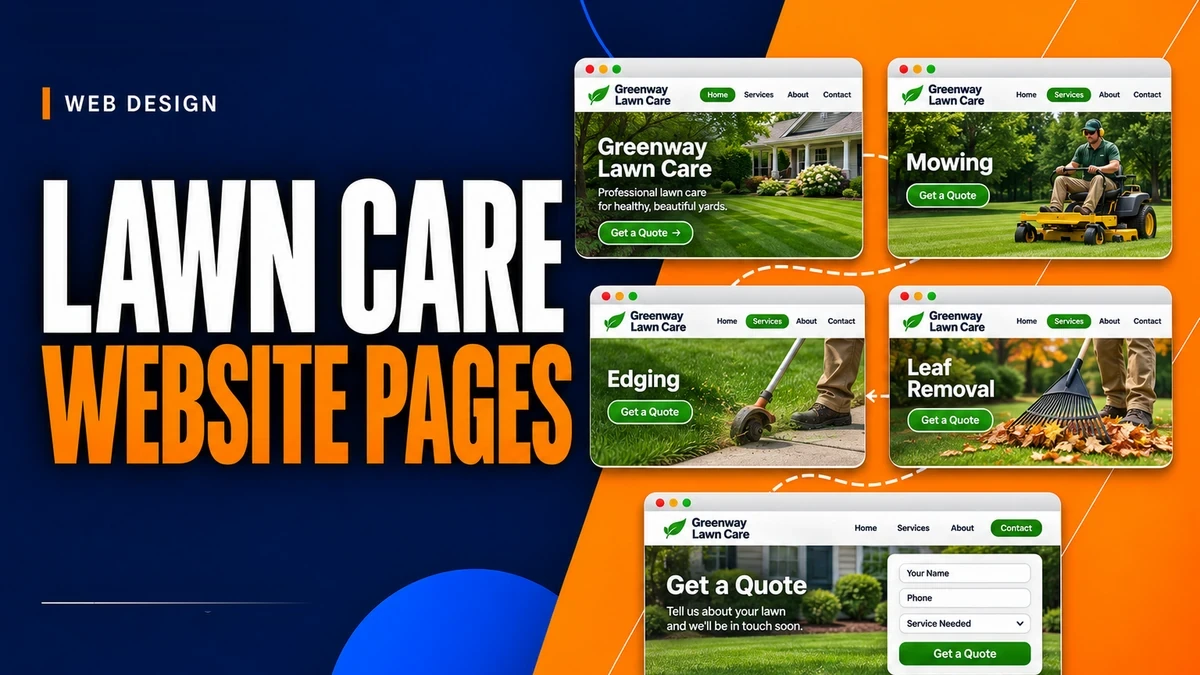 WEB DESIGN
LAWN CARE
WEBSITE PAGES
Greenway
Lawn Care
Home Services About Contact
Greenway
Lawn Care
Professional lawn care
for healthy, beautiful yards.
Get a Quote →
Greenway
Lawn Care
Home Services About Contact
Mowing
Get a Quote
Greenway
Lawn Care
Home Services About Contact
Edging
Get a Quote
Greenway
Lawn Care
Home Services About Contact
Leaf
Removal
Get a Quote
Greenway
Lawn Care
Home Services About Contact
Get a Quote
Tell us about your lawn
and we'll be in touch soon.
Your Name
Phone
Service Needed
Get a Quote